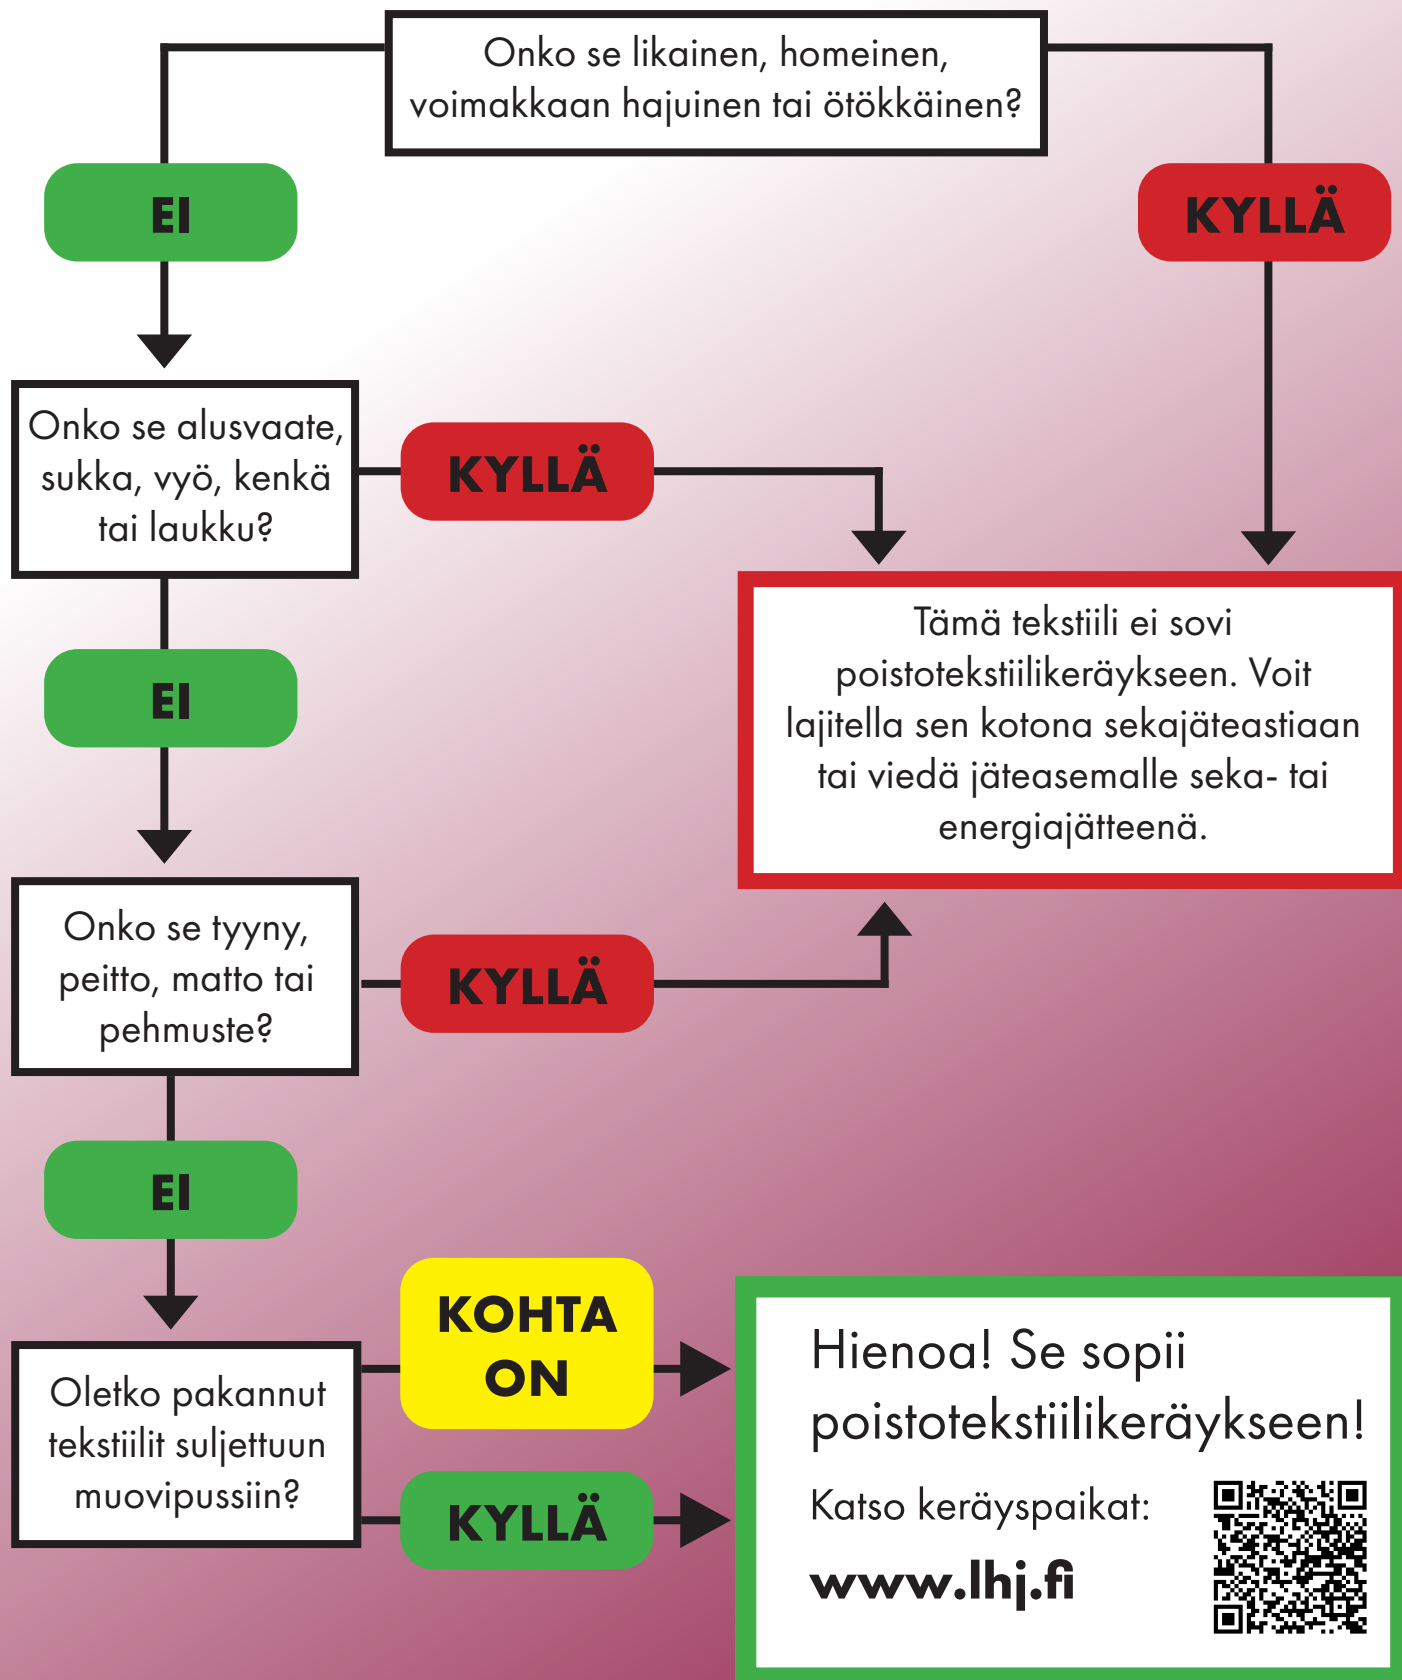 Onko se likainen, homeinen,
voimakkaan hajuinen tai ötökkäinen?
EI
KYLLÄ
Onko se alusvaate,
sukka, vyö, kenkä
tai laukku?
KYLLÄ
EI
Tämä tekstiili ei sovi
poistotekstiilikeräykseen. Voit
lajitella sen kotona sekajäteastiaan
tai viedä jäteasemalle seka- tai
energiajätteenä.
Onko se tyyny,
peitto, matto tai
pehmuste?
KYLLÄ
EI
Oletko pakannut
tekstiilit suljettuun
muovipussiin?
KOHTA
ON
KYLLÄ
Hienoa! Se sopii
poistotekstiilikeräykseen!
Katso keräyspaikat:
www.lhj.fi